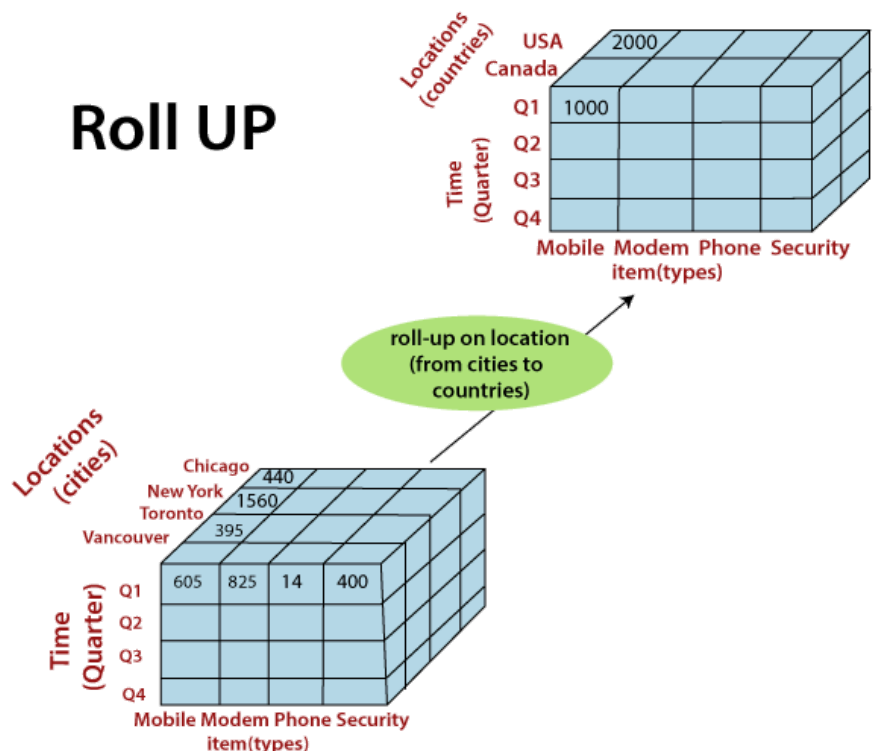 Roll UP
Locations
(countries)
USA
Canada
2000
Time
(Quarter)
Q1
Q2
Q3
Q4
1000
Mobile Modem Phone Security
item(types)
roll-up on location
(from cities to
countries)
Locations
(cities)
Chicago
New York
Toronto
Vancouver
440
1560
395
Time
(Quarter)
Q1
Q2
Q3
Q4
605 825 14 400
Mobile Modem Phone Security
item(types)